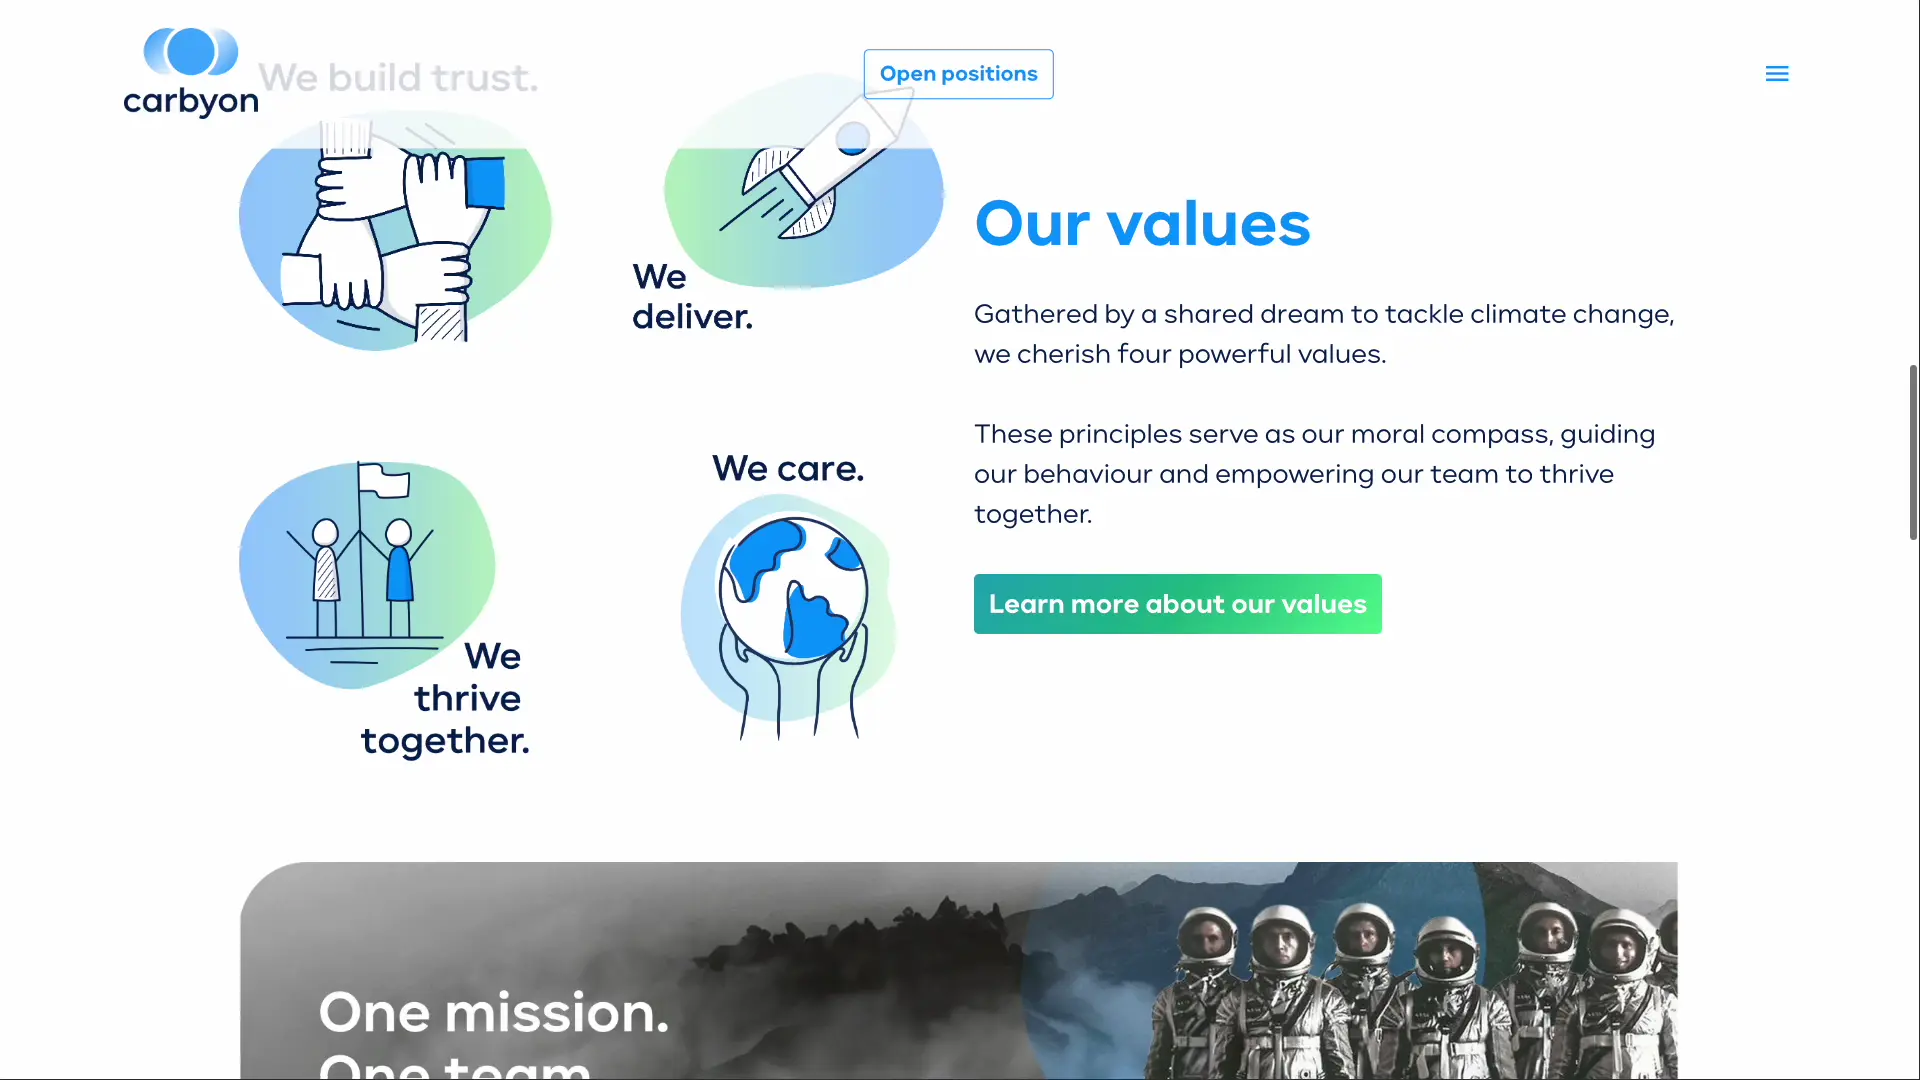 carbyon
We build trust.
Open positions
We
deliver.
We
thrive
together.
We care.
Our values
Gathered by a shared dream to tackle climate change,
we cherish four powerful values.
These principles serve as our moral compass, guiding
our behaviour and empowering our team to thrive
together.
Learn more about our values
One mission.
One team